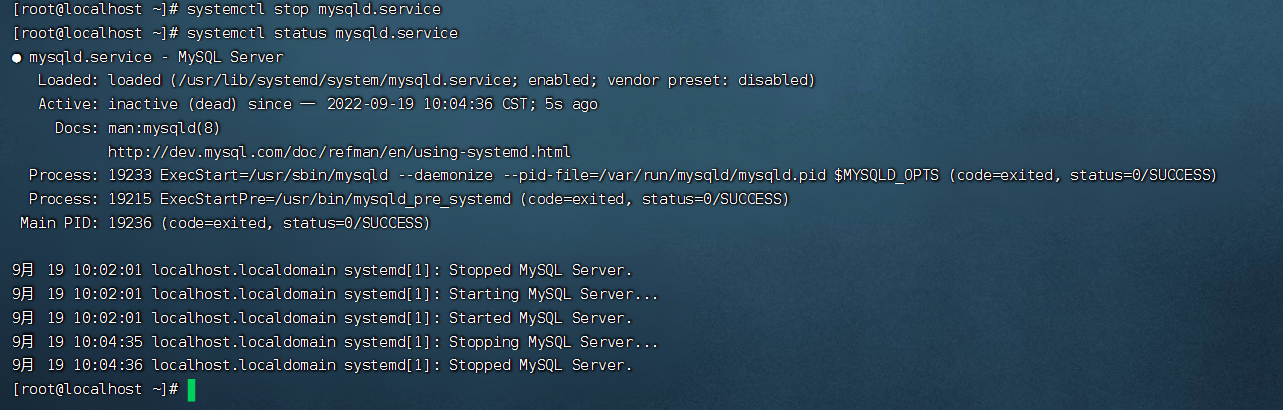 [root@localhost ~]# systemctl stop mysqld.service
[root@localhost ~]# systemctl status mysqld.service
● mysqld.service - MySQL Server
Loaded: loaded (/usr/lib/systemd/system/mysqld.service; enabled; vendor preset: disabled)
Active: inactive (dead) since 一 2022-09-19 10:04:36 CST; 5s ago
Docs: man:mysqld(8)
http://dev.mysql.com/doc/refman/en/using-systemd.html
Process: 19233 ExecStart=/usr/sbin/mysqld --daemonize --pid-file=/var/run/mysqld/mysqld.pid $MYSQLD_OPTS (code=exited, status=0/SUCCESS)
Process: 19215 ExecStartPre=/usr/bin/mysqld_pre_systemd (code=exited, status=0/SUCCESS)
Main PID: 19236 (code=exited, status=0/SUCCESS)
9月 19 10:02:01 localhost.localdomain systemd[1]: Stopped MySQL Server.
9月 19 10:02:01 localhost.localdomain systemd[1]: Starting MySQL Server...
9月 19 10:02:01 localhost.localdomain systemd[1]: Started MySQL Server.
9月 19 10:04:35 localhost.localdomain systemd[1]: Stopping MySQL Server...
9月 19 10:04:36 localhost.localdomain systemd[1]: Stopped MySQL Server.
[root@localhost ~]#